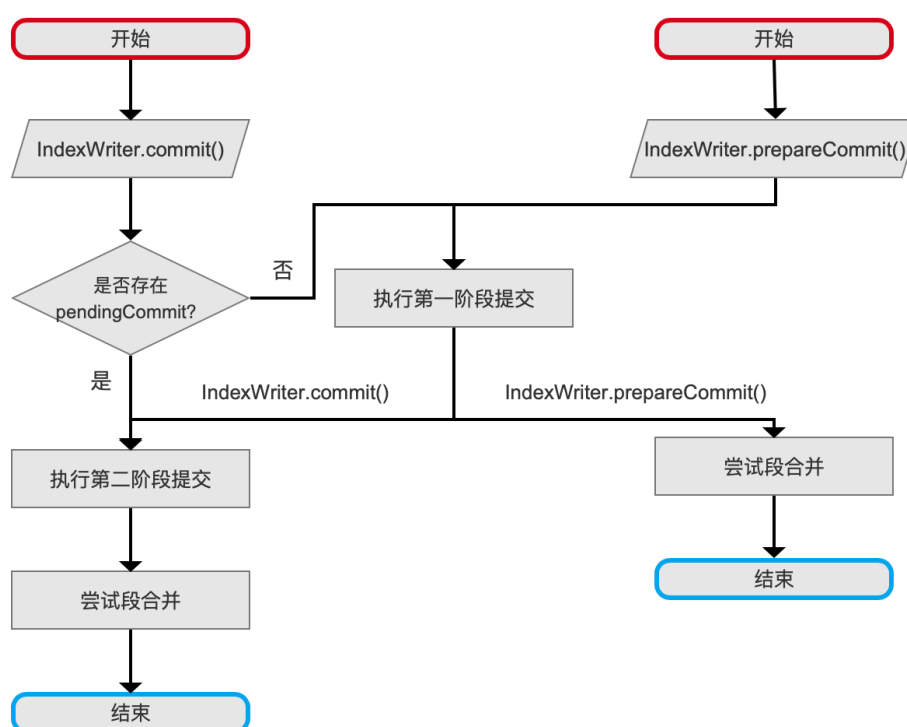 开始
开始
IndexWriter.commit()
IndexWriter.prepareCommit()
是否存在
pendingCommit?
否
执行第一阶段提交
是
IndexWriter.commit()
IndexWriter.prepareCommit()
执行第二阶段提交
尝试段合并
尝试段合并
结束
结束